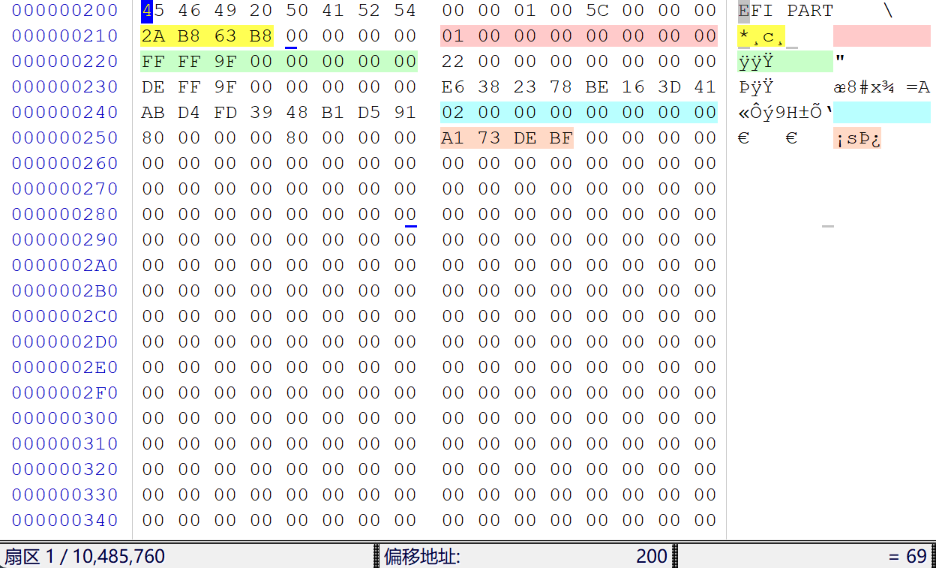 000000200 45 46 49 20 50 41 52 54 00 00 01 00 5C 00 00 00 EFI PART \
000000210 2A B8 63 B8 00 00 00 00 01 00 00 00 00 00 00 00 *¸c¸
000000220 FF FF 9F 00 00 00 00 00 22 00 00 00 00 00 00 00 ÿÿŸ "
000000230 DE FF 9F 00 00 00 00 00 E6 38 23 78 BE 16 3D 41 ÞÿŸ æ8#x¾ =A
000000240 AB D4 FD 39 48 B1 D5 91 02 00 00 00 00 00 00 00 «Ôý9H±Õ‘
000000250 80 00 00 00 80 00 00 00 A1 73 DE BF 00 00 00 00 € € ¡sÞ¿
000000260 00 00 00 00 00 00 00 00 00 00 00 00 00 00 00 00
000000270 00 00 00 00 00 00 00 00 00 00 00 00 00 00 00 00
000000280 00 00 00 00 00 00 00 00 00 00 00 00 00 00 00 00
000000290 00 00 00 00 00 00 00 00 00 00 00 00 00 00 00 00
0000002A0 00 00 00 00 00 00 00 00 00 00 00 00 00 00 00 00
0000002B0 00 00 00 00 00 00 00 00 00 00 00 00 00 00 00 00
0000002C0 00 00 00 00 00 00 00 00 00 00 00 00 00 00 00 00
0000002D0 00 00 00 00 00 00 00 00 00 00 00 00 00 00 00 00
0000002E0 00 00 00 00 00 00 00 00 00 00 00 00 00 00 00 00
0000002F0 00 00 00 00 00 00 00 00 00 00 00 00 00 00 00 00
000000300 00 00 00 00 00 00 00 00 00 00 00 00 00 00 00 00
000000310 00 00 00 00 00 00 00 00 00 00 00 00 00 00 00 00
000000320 00 00 00 00 00 00 00 00 00 00 00 00 00 00 00 00
000000330 00 00 00 00 00 00 00 00 00 00 00 00 00 00 00 00
000000340 00 00 00 00 00 00 00 00 00 00 00 00 00 00 00 00
扇区 1 / 10,485,760 偏移地址: 200 = 69